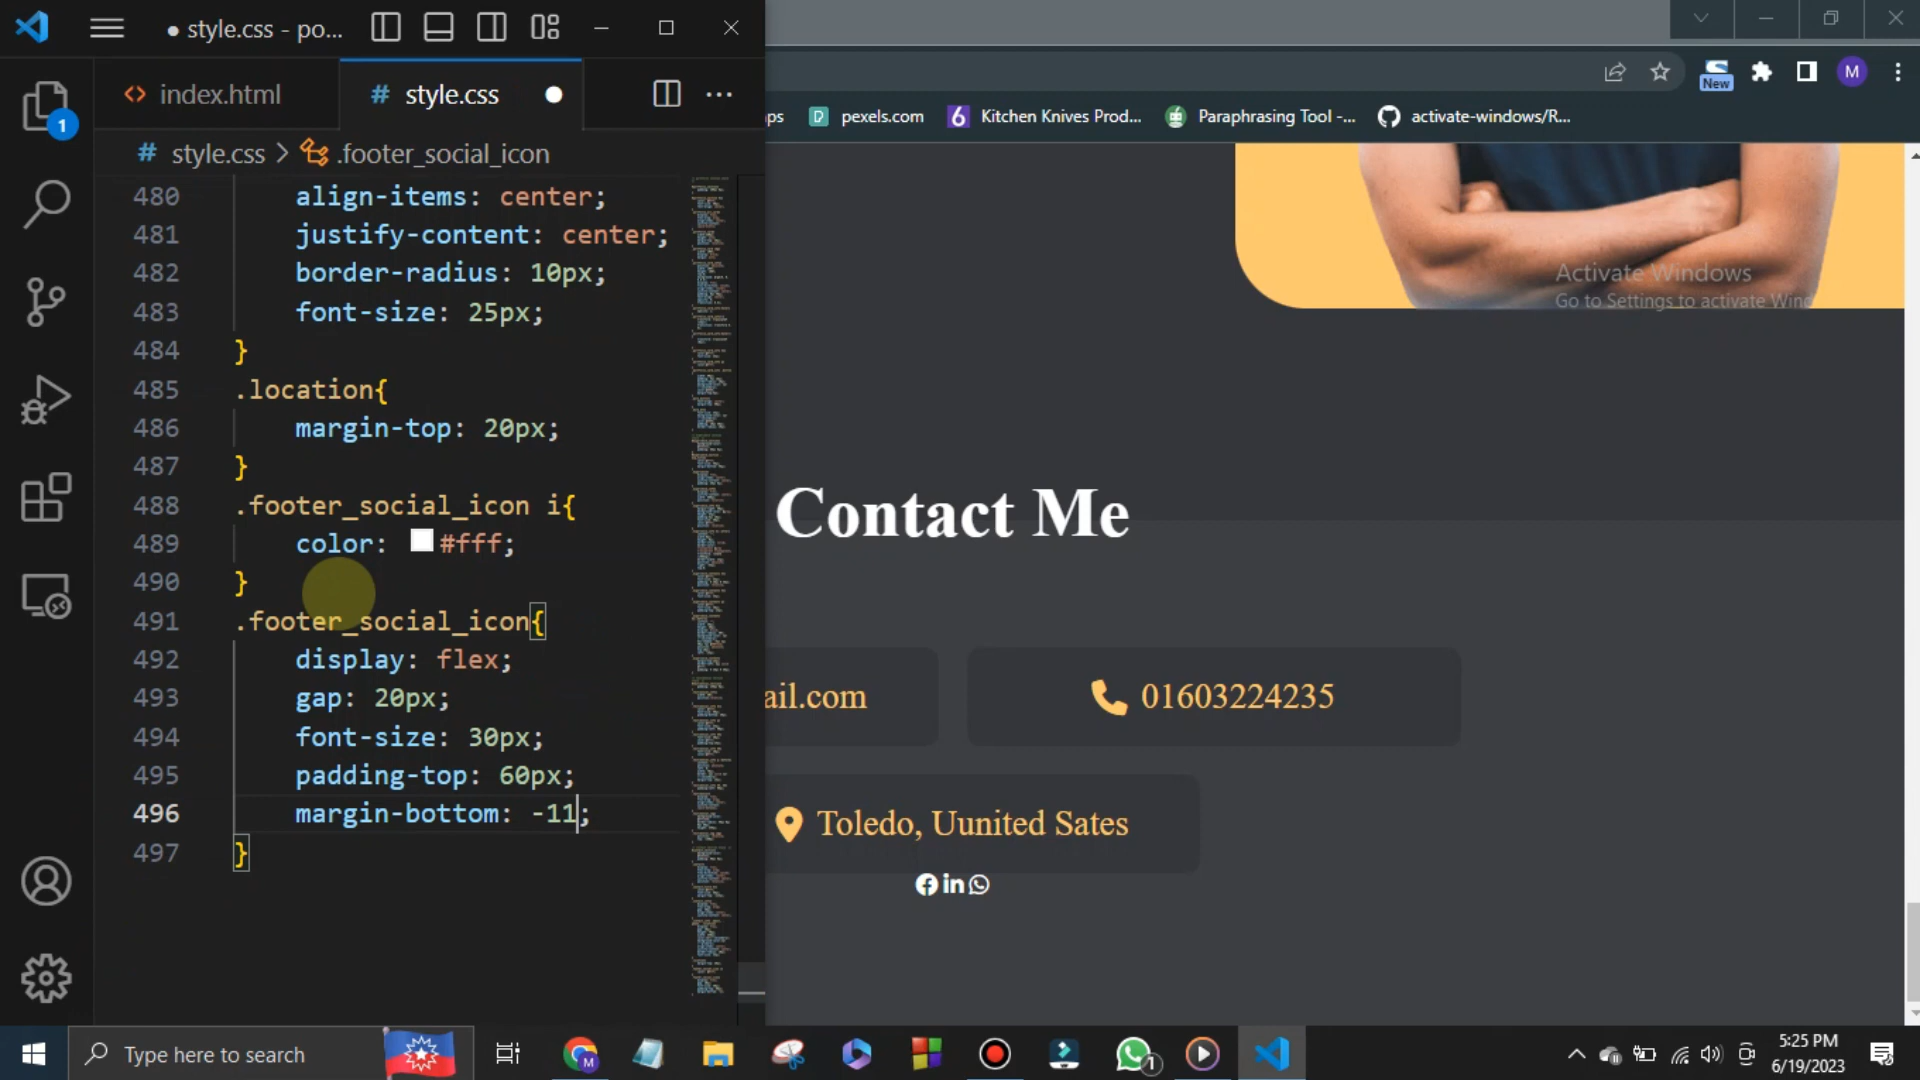 style.css - po...
index.html
# style.css
# style.css > .footer_social_icon
480 align-items: center;
481 justify-content: center;
482 border-radius: 10px;
483 font-size: 25px;
484 }
485 .location{
486 margin-top: 20px;
487 }
488 .footer_social_icon i{
489 color: #fff;
490 }
491 .footer_social_icon{
492 display: flex;
493 gap: 20px;
494 font-size: 30px;
495 padding-top: 60px;
496 margin-bottom: -11;
497 }
1
New
M
ps
pexels.com
Kitchen Knives Prod...
Paraphrasing Tool -...
activate-windows/R...
Activate Windows
Go to Settings to activate Wind
Contact Me
ail.com
01603224235
Toledo, Uunited Sates
Type here to search
M
1
5:25 PM
6/19/2023